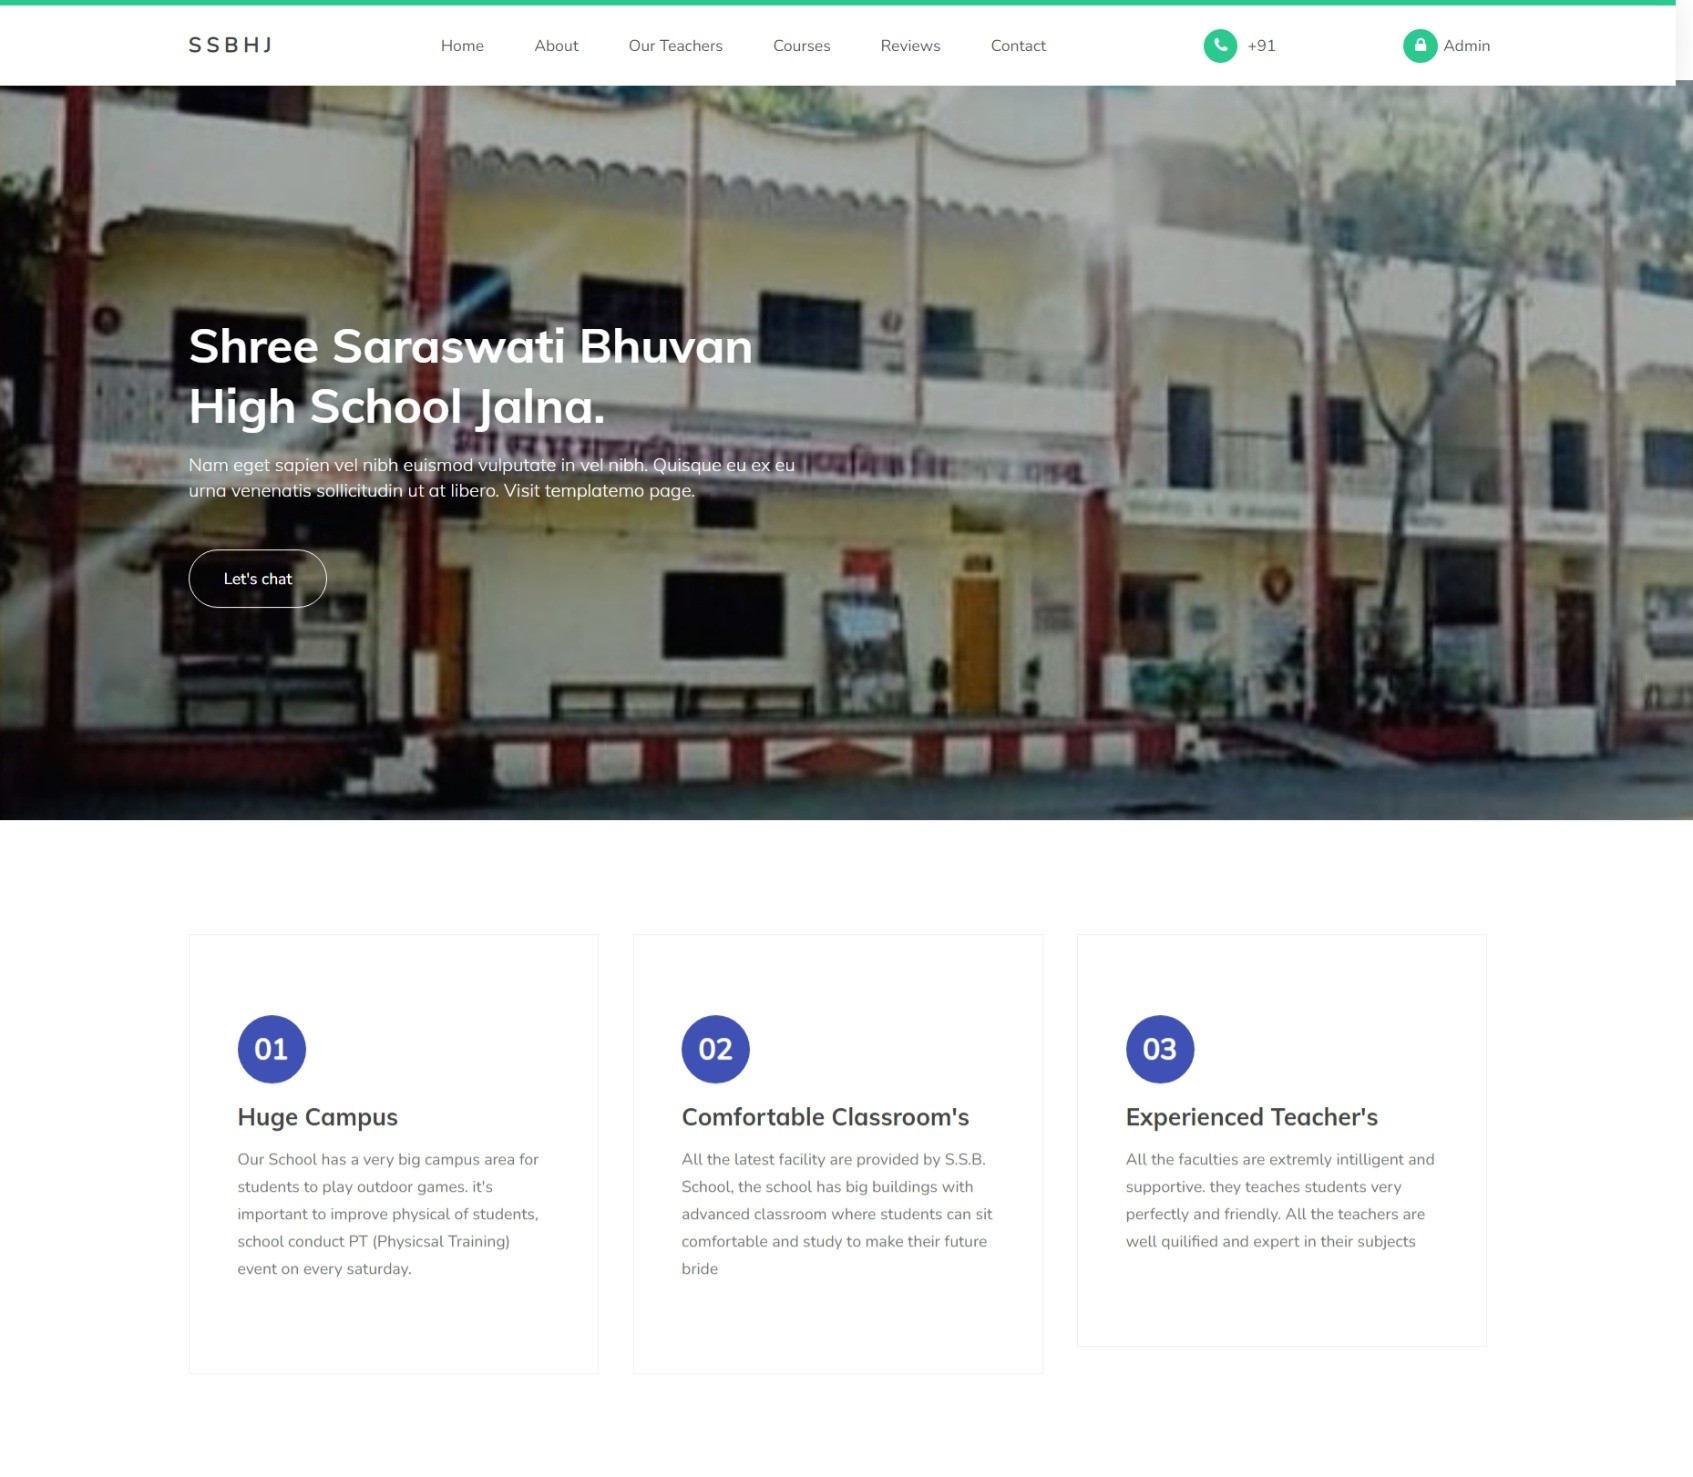 SSBHJ
Home About Our Teachers Courses Reviews Contact +91 Admin
Shree Saraswati Bhuvan
High School Jalna.
Nam eget sapien vel nibh euismod vulputate in vel nibh. Quisque eu ex eu
urna venenatis sollicitudin ut at libero. Visit templatemo page.
Let's chat
01
Huge Campus
Our School has a very big campus area for
students to play outdoor games. it's
important to improve physical of students,
school conduct PT (Physicsal Training)
event on every saturday.
02
Comfortable Classroom's
All the latest facility are provided by S.S.B.
School, the school has big buildings with
advanced classroom where students can sit
comfortable and study to make their future
bride
03
Experienced Teacher's
All the faculties are extremly intilligent and
supportive. they teaches students very
perfectly and friendly. All the teachers are
well quilified and expert in their subjects